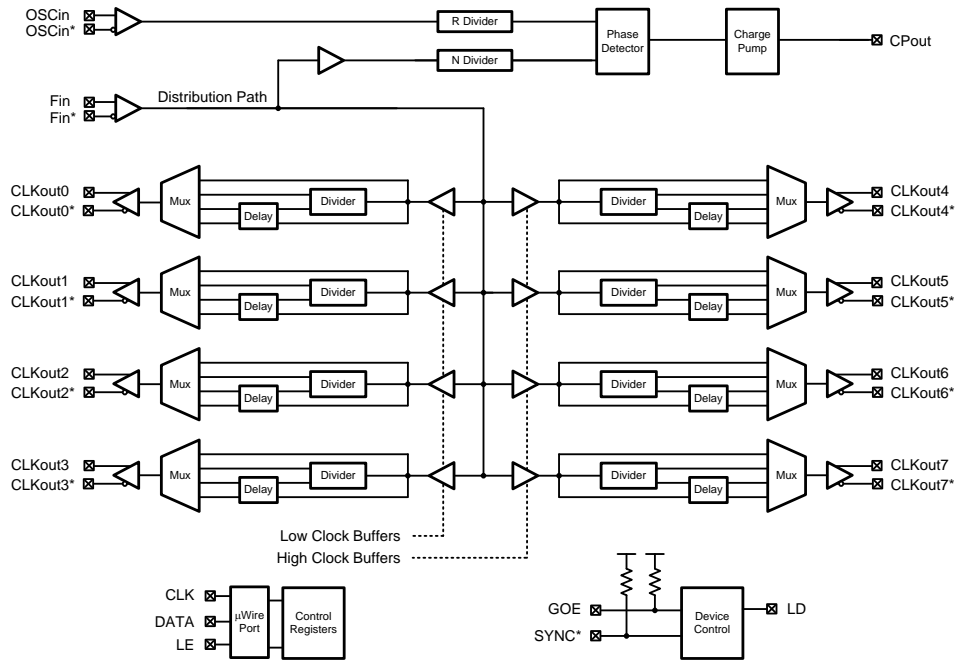 OSCin
OSCin*
R Divider
N Divider
Phase
Detector
Charge
Pump
CPout
Fin
Fin*
Distribution Path
CLKout0
CLKout0*
Mux
Delay
Divider
Divider
Delay
Mux
CLKout4
CLKout4*
CLKout1
CLKout1*
Mux
Delay
Divider
Divider
Delay
Mux
CLKout5
CLKout5*
CLKout2
CLKout2*
Mux
Delay
Divider
Divider
Delay
Mux
CLKout6
CLKout6*
CLKout3
CLKout3*
Mux
Delay
Divider
Divider
Delay
Mux
CLKout7
CLKout7*
Low Clock Buffers
High Clock Buffers
CLK
DATA
LE
μWire
Port
Control
Registers
GOE
SYNC*
Device
Control
LD